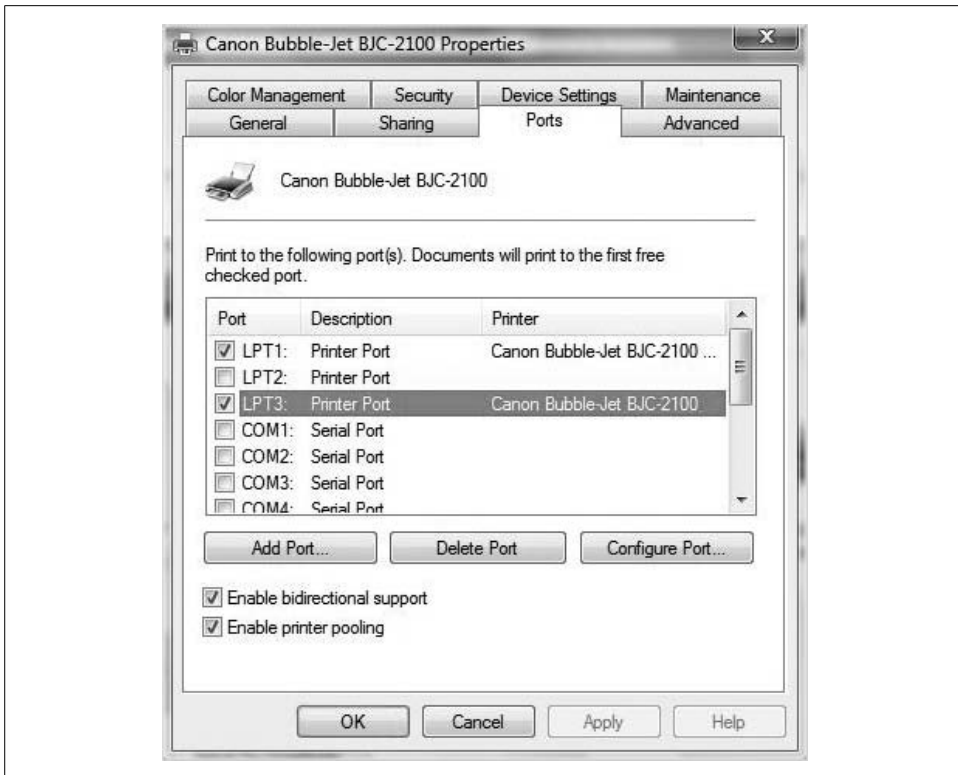 Canon Bubble-Jet BJC-2100 Properties
Color Management Security Device Settings Maintenance
General Sharing Ports Advanced
Canon Bubble-Jet BJC-2100
Print to the following port(s). Documents will print to the first free
checked port.
Port Description Printer
LPT1: Printer Port Canon Bubble-Jet BJC-2100 ...
LPT2: Printer Port
LPT3: Printer Port Canon Bubble-Jet BJC-2100
COM1: Serial Port
COM2: Serial Port
COM3: Serial Port
COM4: Serial Port
Add Port... Delete Port Configure Port...
Enable bidirectional support
Enable printer pooling
OK Cancel Apply Help